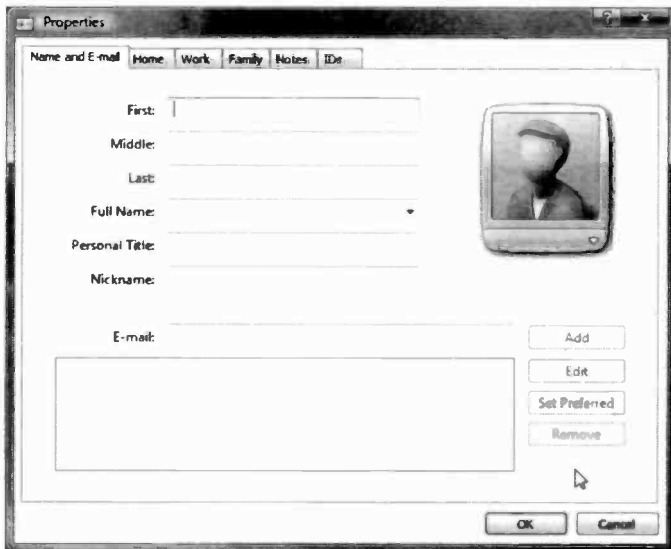 Properties
Name and E-mail Home Work Family Notes IDs
First:
Middle:
Last:
Full Name:
Personal Title:
Nickname:
E-mail:
Add
Edit
Set Preferred
Remove
OK Cancel